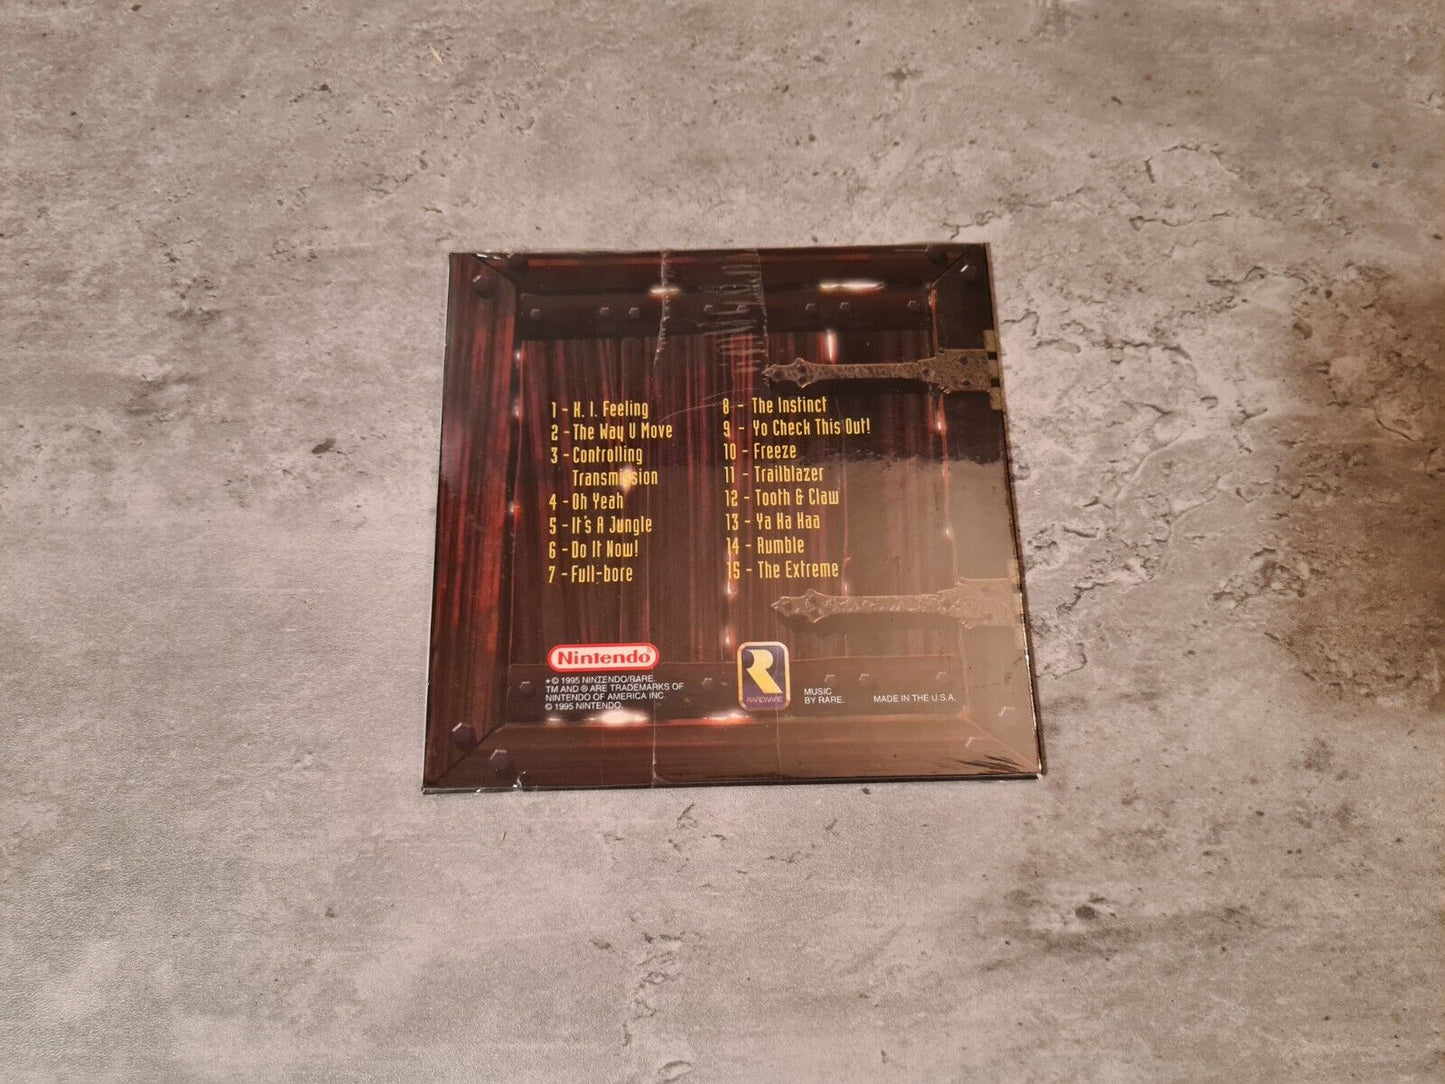 1 - K. I. Feeling
2 - The Way U Move
3 - Controlling
Transmission
4 - Oh Yeah
5 - It's A Jungle
6 - Do It Now!
7 - Full-bore
8 - The Instinct
9 - Yo Check This Out!
10 - Freeze
11 - Trailblazer
12 - Tooth & Claw
13 - Ya Ha Haa
14 - Rumble
15 - The Extreme
Nintendo
* © 1995 NINTENDO/RARE.
TM AND ® ARE TRADEMARKS OF
NINTENDO OF AMERICA INC.
© 1995 NINTENDO.
R
RAREWARE
MUSIC
BY RARE.
MADE IN THE U.S.A.